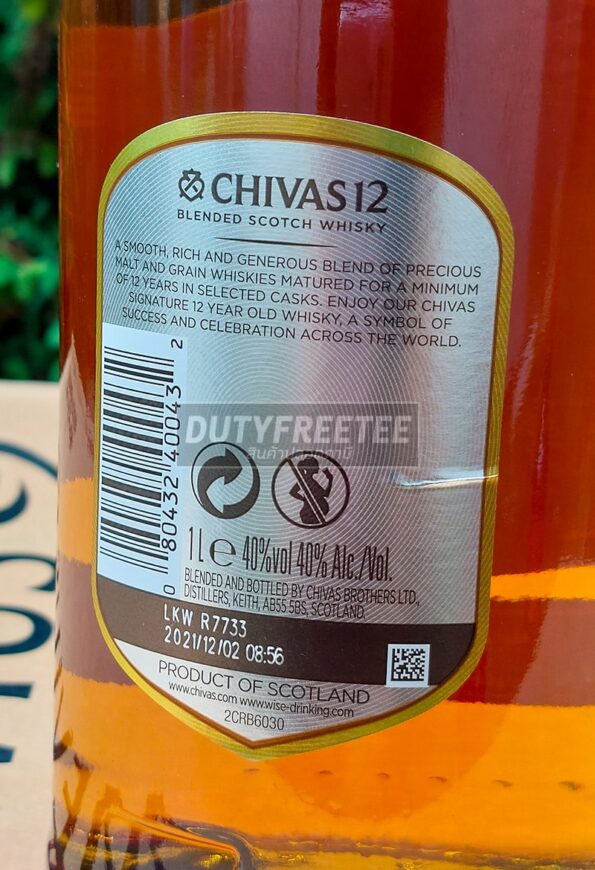 CHIVAS 12
BLENDED SCOTCH WHISKY
A SMOOTH, RICH AND GENEROUS BLEND OF PRECIOUS
MALT AND GRAIN WHISKIES MATURED FOR A MINIMUM
OF 12 YEARS IN SELECTED CASKS. ENJOY OUR CHIVAS
SIGNATURE 12 YEAR OLD WHISKY, A SYMBOL OF
SUCCESS AND CELEBRATION ACROSS THE WORLD.
0 80432 40043 2
DUTYFREETEE
1L e 40%vol 40% Alc./Vol.
BLENDED AND BOTTLED BY CHIVAS BROTHERS LTD,
DISTILLERS, KEITH, AB55 5BS, SCOTLAND.
LKW R7733
2021/12/02 08:56
PRODUCT OF SCOTLAND
www.chivas.com www.wise-drinking.com
2CRB6030